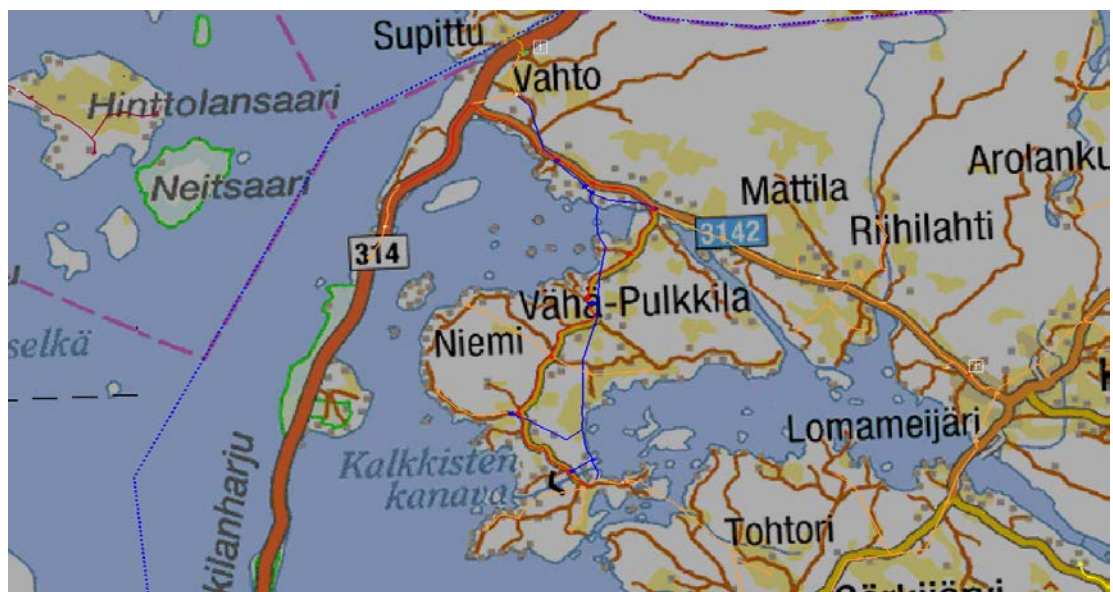 Supittu
Vahto
Hinttolansaari
Arolanku
Neitsaari
Mattila
Riihilahti
3142
314
Vähä-Pulkkila
Niemi
selkä
Lomameijäri
Kalkkisten
kanava
kilanharju
Tohtori